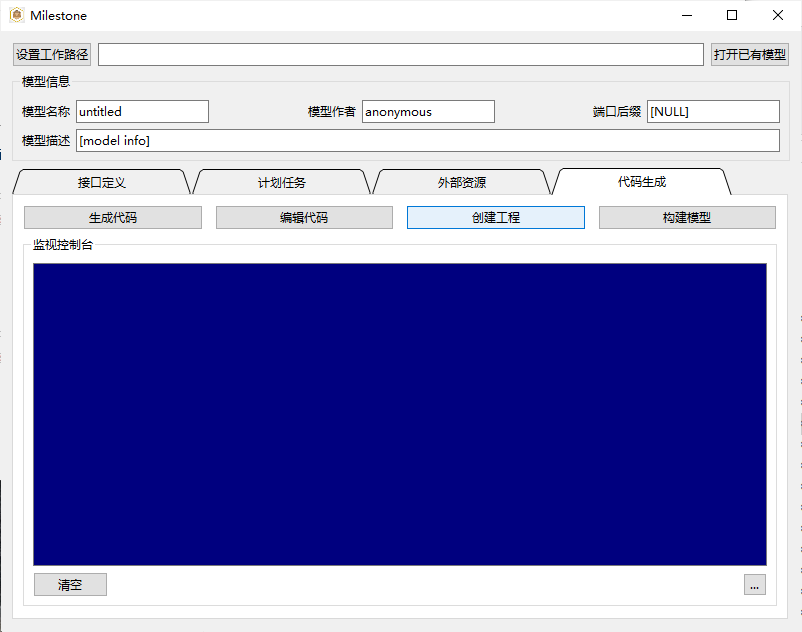 Milestone
设置工作路径 打开已有模型
模型信息
模型名称 untitled 模型作者 anonymous 端口后缀 [NULL]
模型描述 [model info]
接口定义 计划任务 外部资源 代码生成
生成代码 编辑代码 创建工程 构建模型
监视控制台
清空 ...